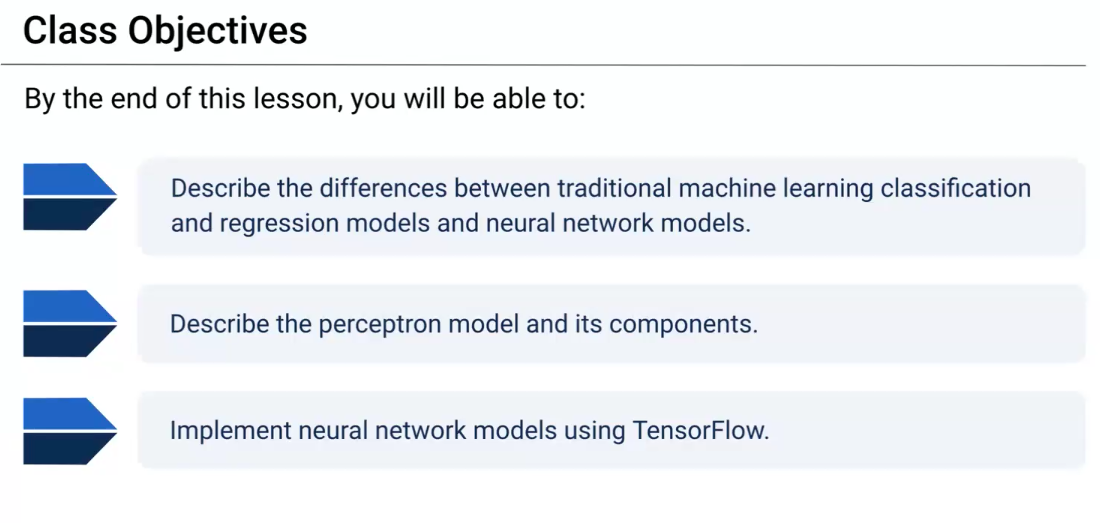 Class Objectives
By the end of this lesson, you will be able to:
Describe the differences between traditional machine learning classification
and regression models and neural network models.
Describe the perceptron model and its components.
Implement neural network models using TensorFlow.